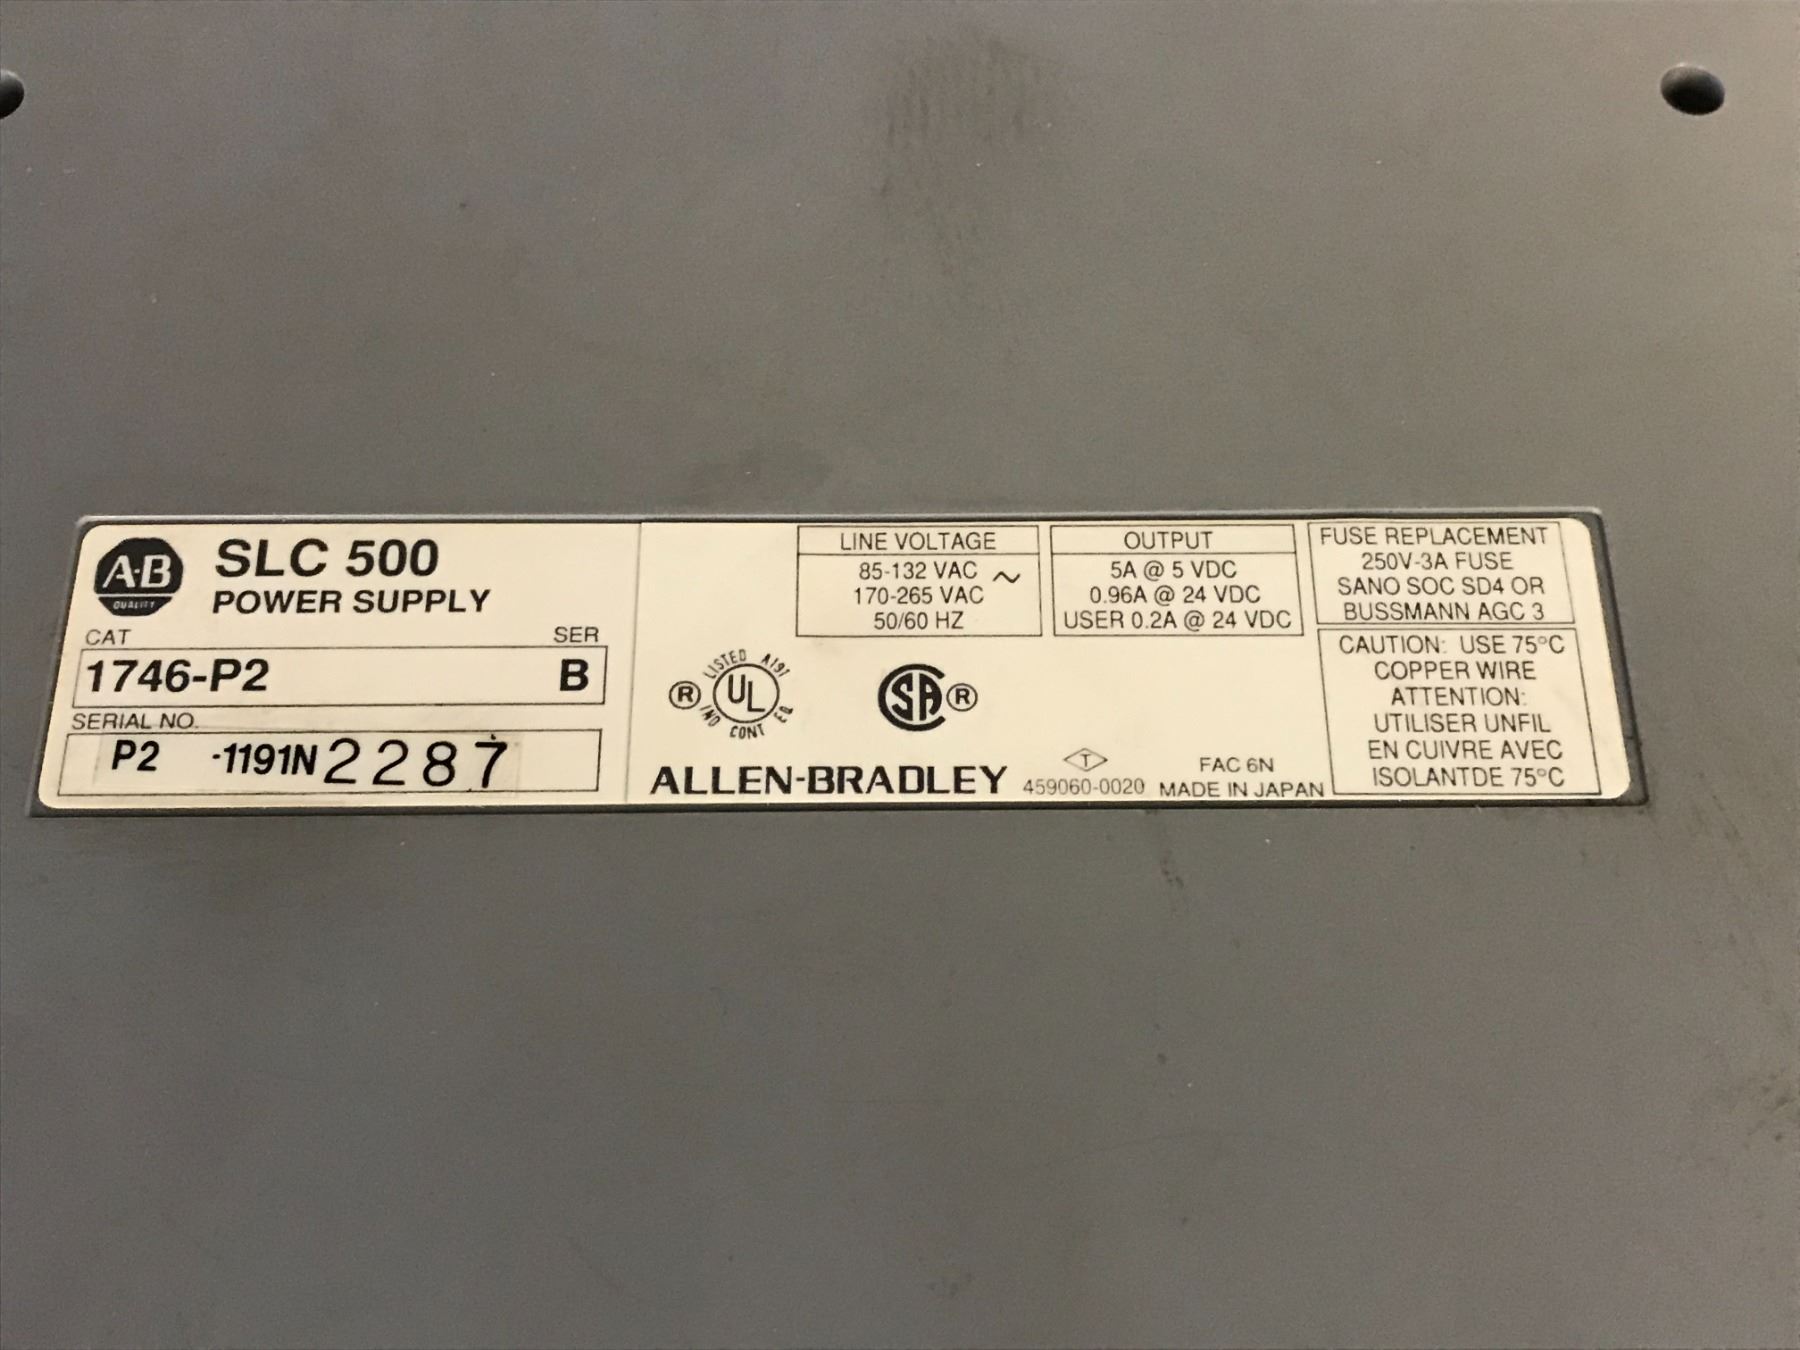 A-B
QUALITY
SLC 500
POWER SUPPLY
CAT
SER
1746-P2
B
SERIAL NO.
P2 -1191N 2287
LINE VOLTAGE
85-132 VAC ~
170-265 VAC
50/60 HZ
OUTPUT
5A @ 5 VDC
0.96A @ 24 VDC
USER 0.2A @ 24 VDC
FUSE REPLACEMENT
250V-3A FUSE
SANO SOC SD4 OR
BUSSMANN AGC 3
® LISTED A191
UL
IND CONT EQ
SA ®
CAUTION: USE 75°C
COPPER WIRE
ATTENTION:
UTILISER UNFIL
EN CUIVRE AVEC
ISOLANTDE 75°C
ALLEN-BRADLEY
T
459060-0020
FAC 6N
MADE IN JAPAN